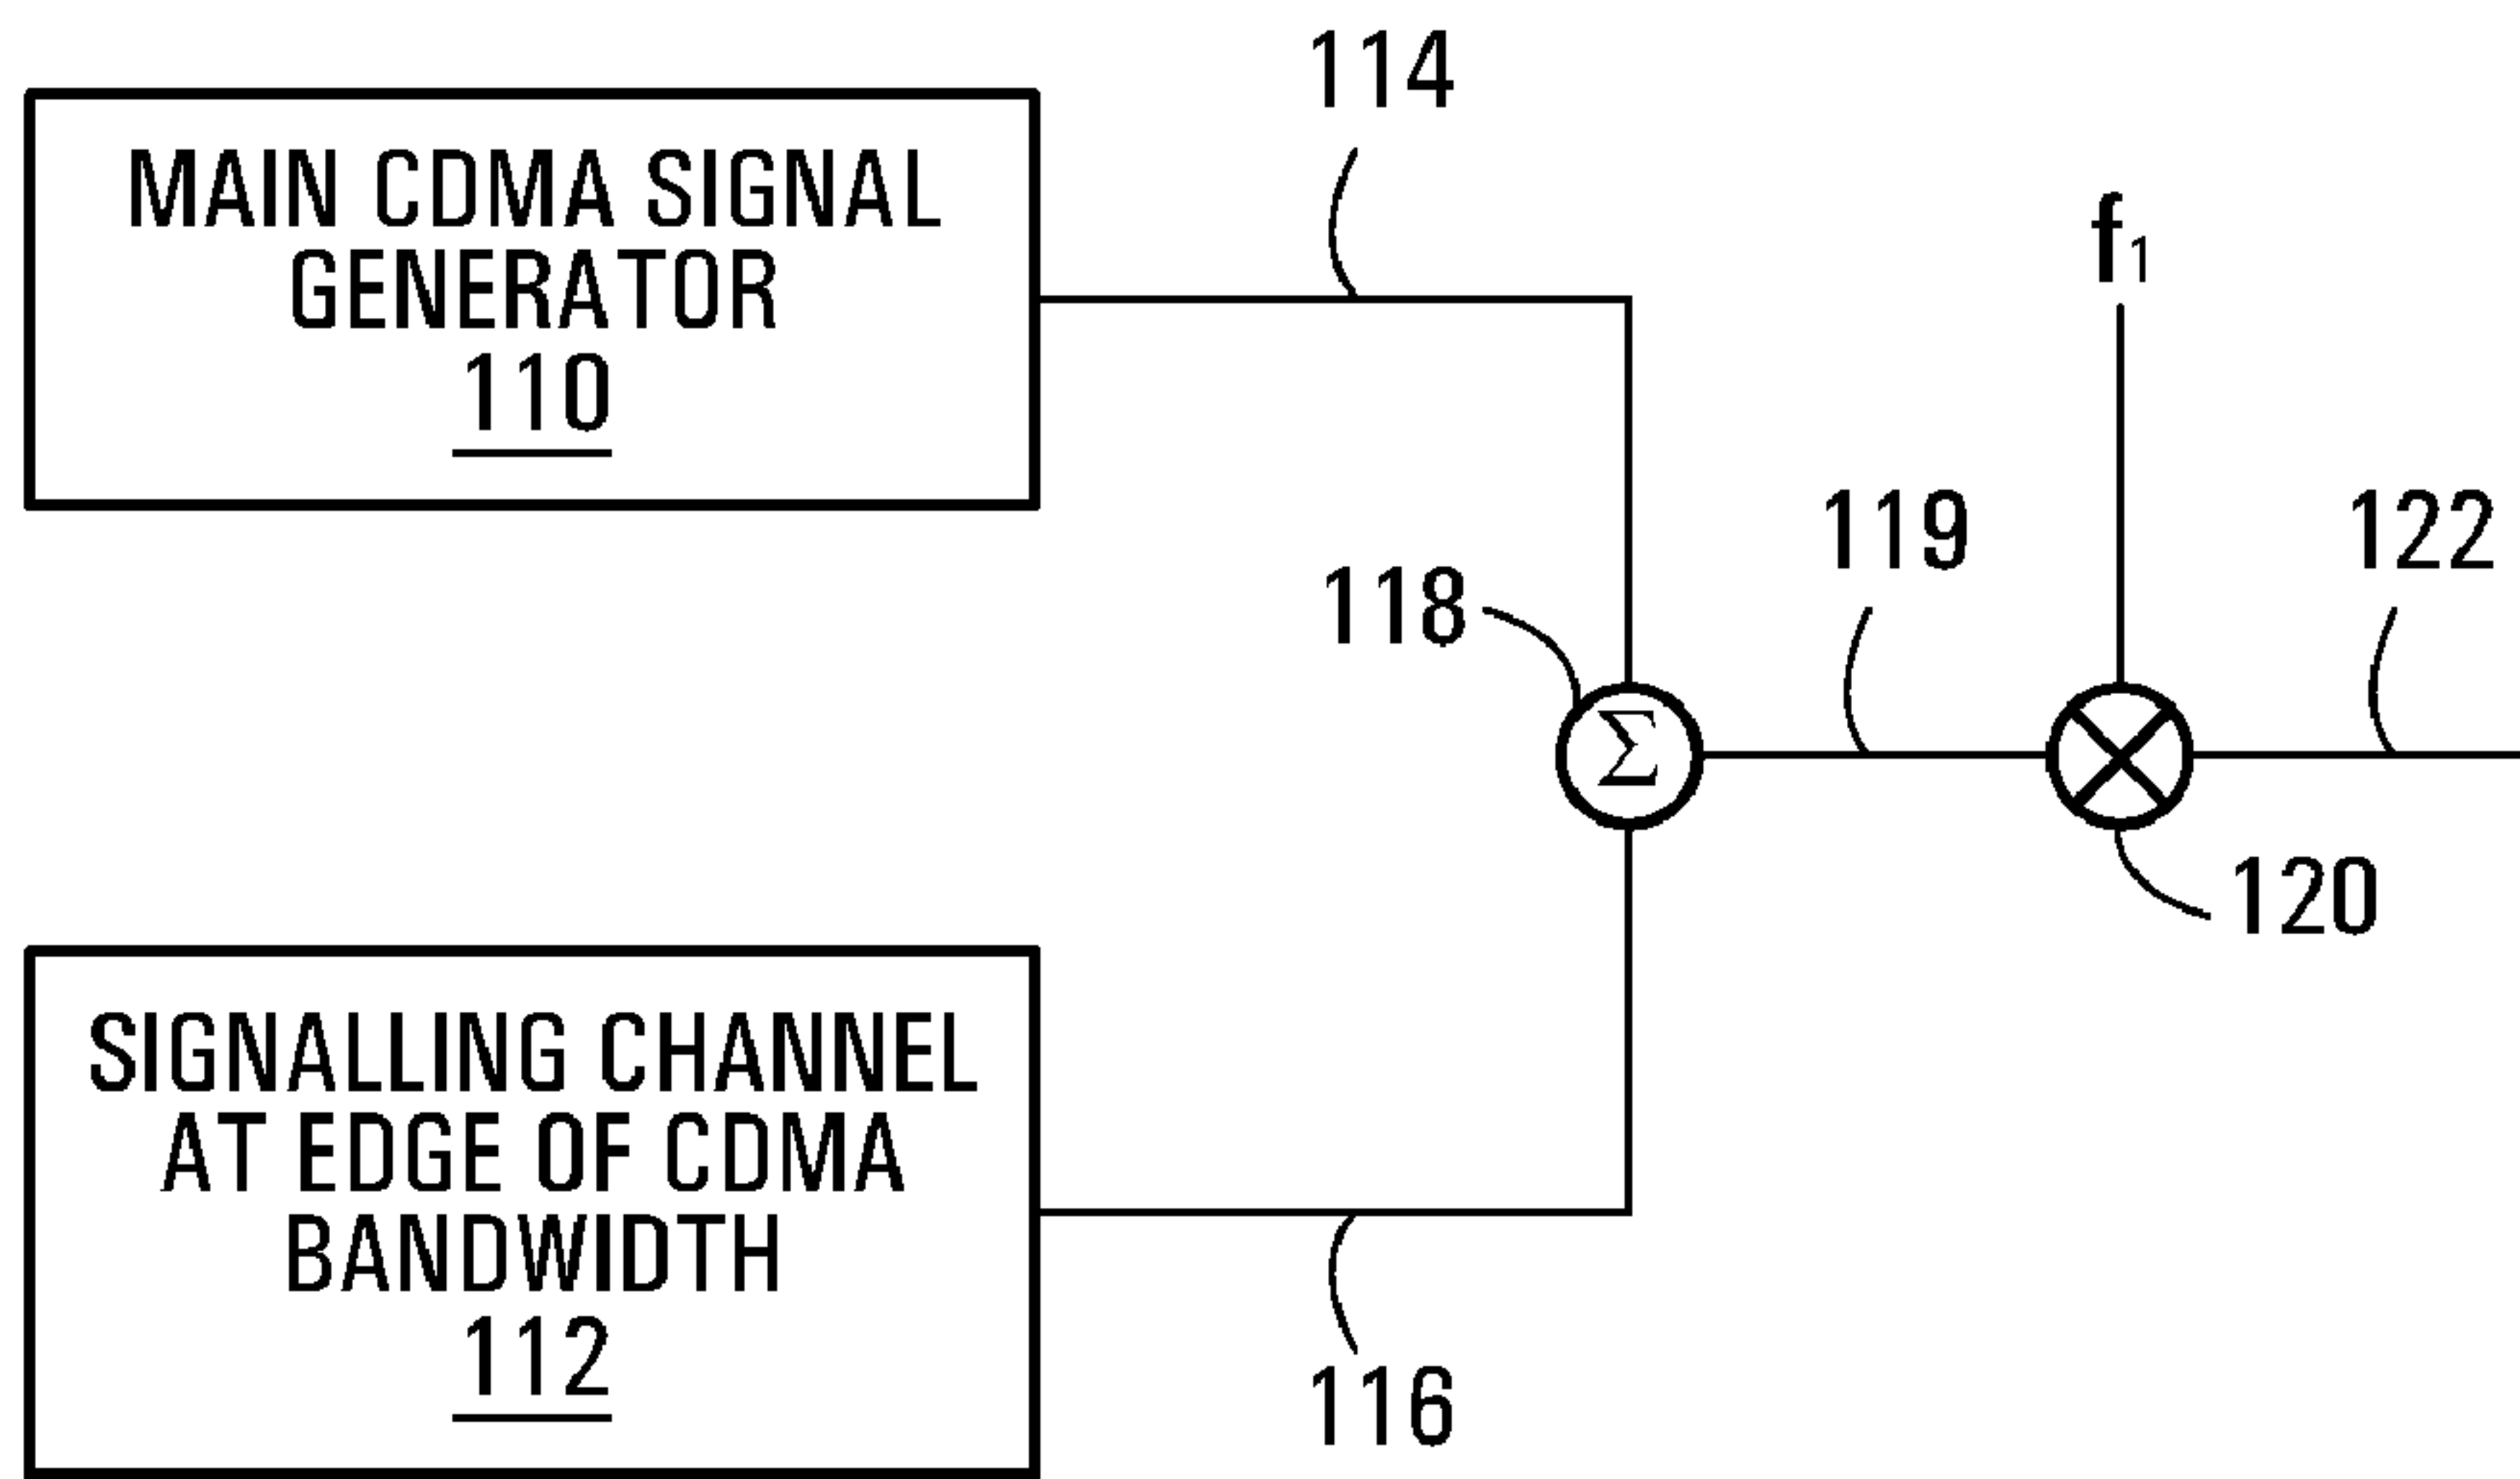 MAIN CDMA SIGNAL
GENERATOR
110
114
f1
118
Σ
119
122
120
SIGNALLING CHANNEL
AT EDGE OF CDMA
BANDWIDTH
112
116